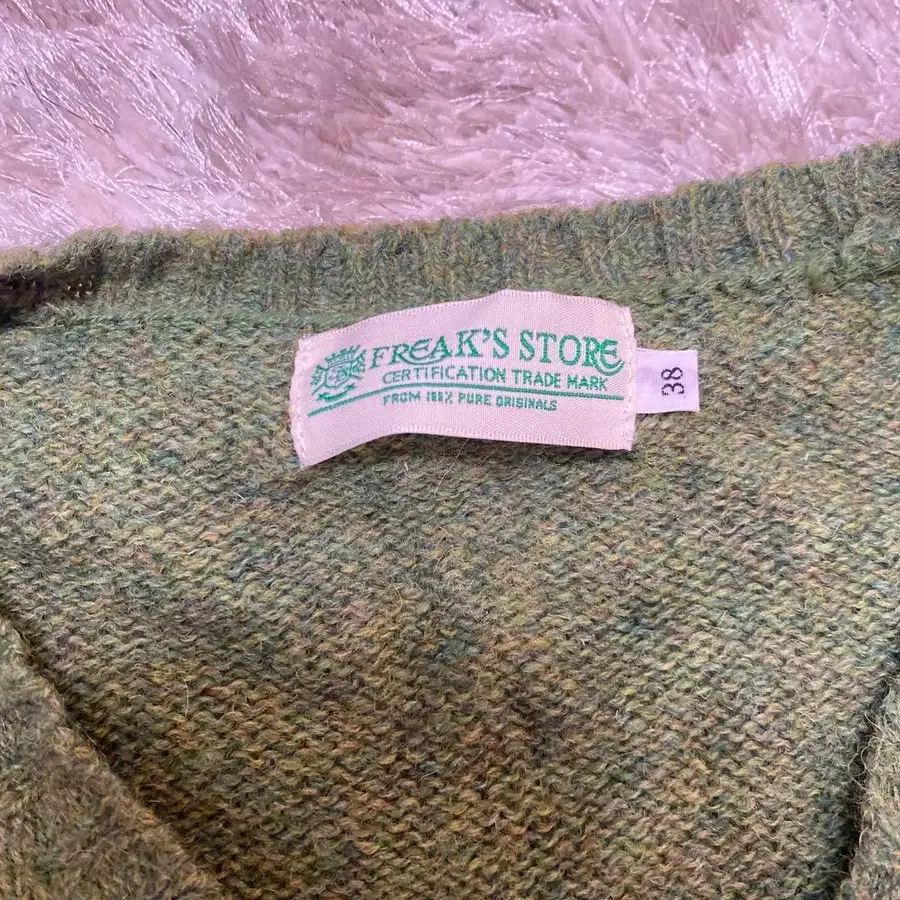 FREAK'S STORE
CERTIFICATION TRADE MARK
FROM 100% PURE ORIGINALS
38